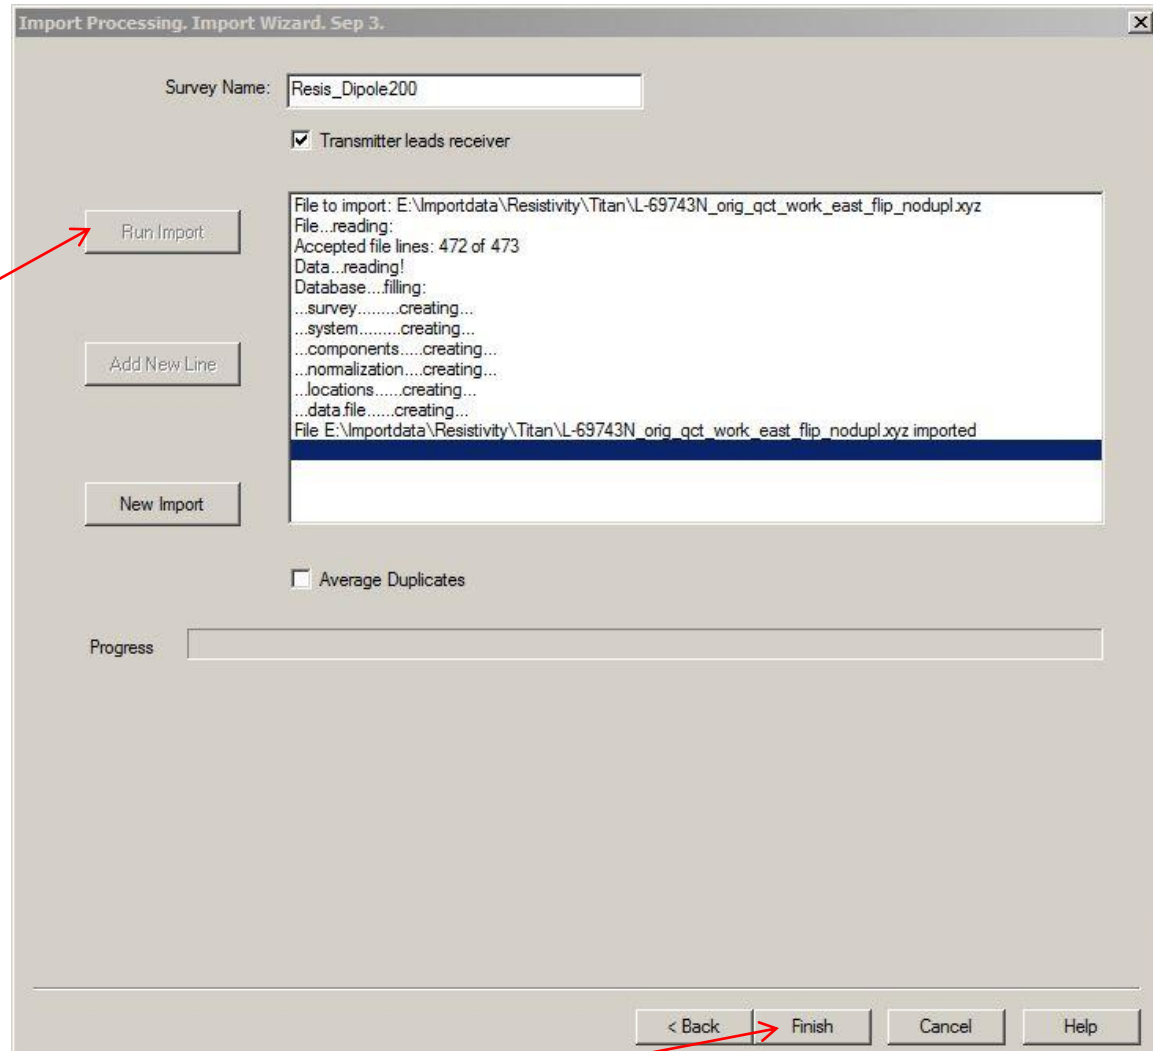 Import Processing. Import Wizard. Sep 3.
Survey Name: Resis_Dipole200
Transmitter leads receiver
Run Import
File to import: E:\Importdata\Resistivity\Titan\L-69743N_orig_qct_work_east_flip_nodupl.xyz
File...reading:
Accepted file lines: 472 of 473
Data...reading!
Database....filling:
...survey.........creating...
...system.........creating...
...components.....creating...
...normalization....creating...
...locations......creating...
...data.file......creating...
File E:\Importdata\Resistivity\Titan\L-69743N_orig_qct_work_east_flip_nodupl.xyz imported
Add New Line
New Import
Average Duplicates
Progress
< Back Finish Cancel Help